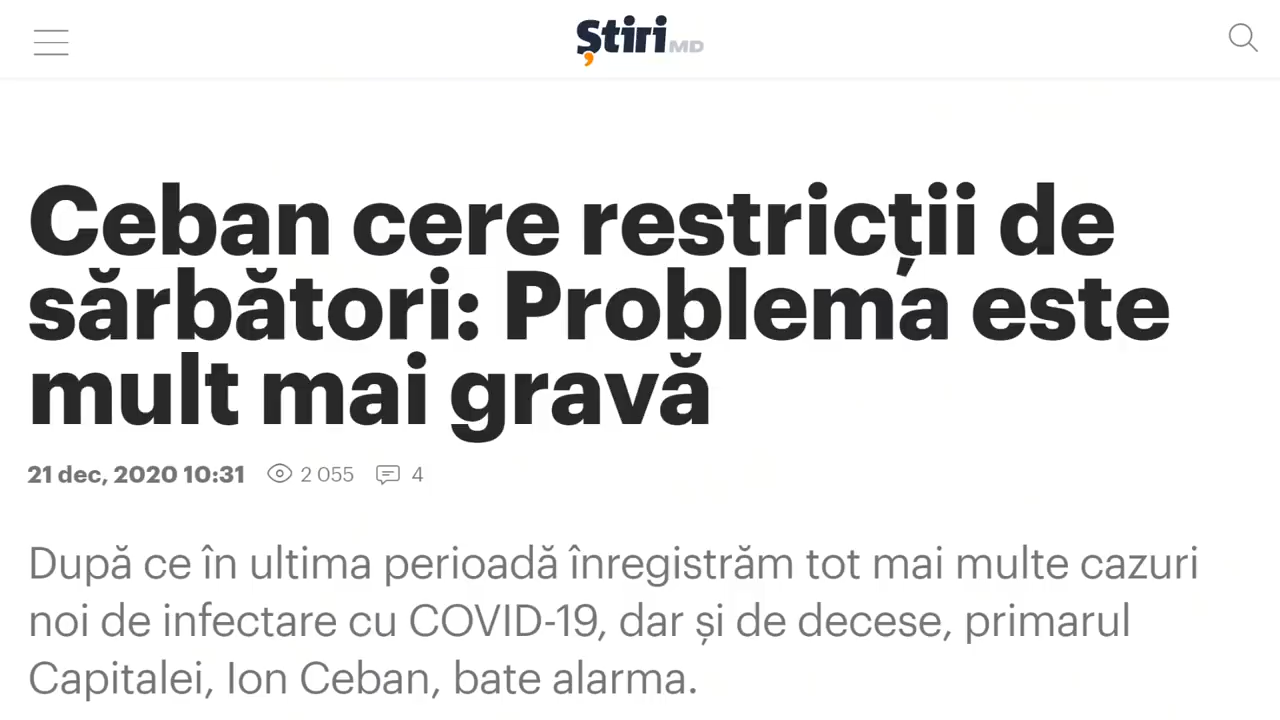 Știri MD
Ceban cere restricții de
sărbători: Problema este
mult mai gravă
21 dec, 2020 10:31 2 055 4
După ce în ultima perioadă înregistrăm tot mai multe cazuri
noi de infectare cu COVID-19, dar și de decese, primarul
Capitalei, Ion Ceban, bate alarma.